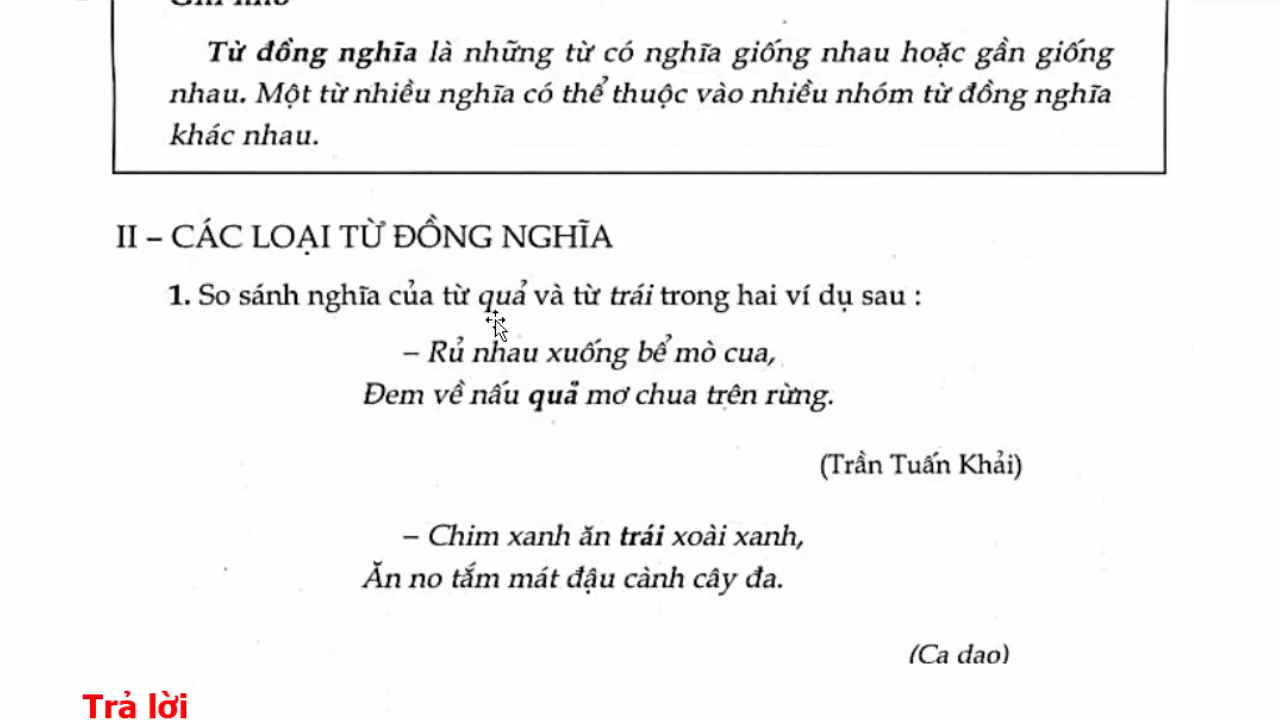 Từ đồng nghĩa là những từ có nghĩa giống nhau hoặc gần giống
nhau. Một từ nhiều nghĩa có thể thuộc vào nhiều nhóm từ đồng nghĩa
khác nhau.
II – CÁC LOẠI TỪ ĐỒNG NGHĨA
1. So sánh nghĩa của từ quả và từ trái trong hai ví dụ sau :
– Rủ nhau xuống bể mò cua,
Đem về nấu quả mơ chua trên rừng.
(Trần Tuấn Khải)
– Chim xanh ăn trái xoài xanh,
Ăn no tắm mát đậu cành cây đa.
(Ca dao)
Trả lời